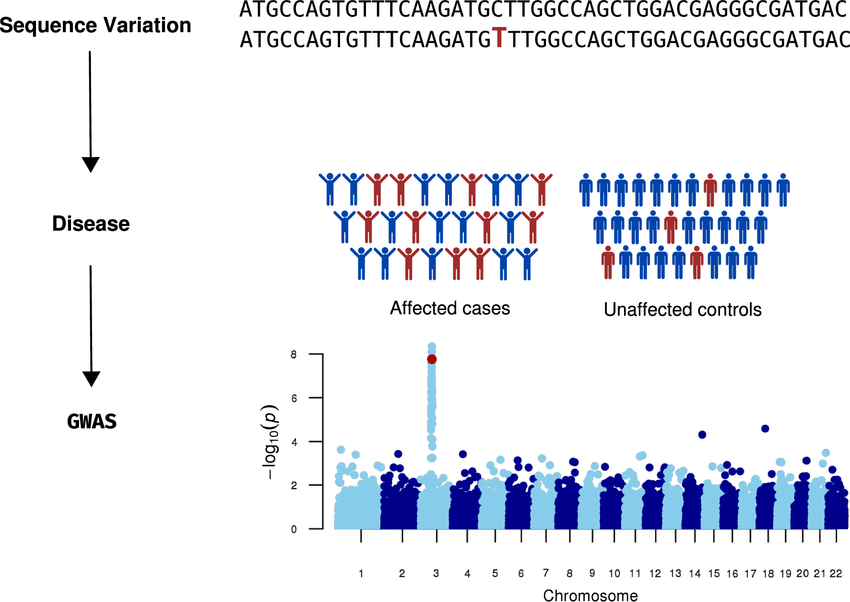 ATGCCAGTGTTTCAAGATGCTTGGCCAGCTGGACGAGGGCGATGAC
Sequence Variation
ATGCCAGTGTTTCAAGATGTTTGGCCAGCTGGACGAGGGCGATGAC
Disease
Affected cases
Unaffected controls
GWAS
8
6
4
2
0
−log10(p)
1 2 3 4 5 6 7 8 9 10 11 12 13 14 15 16 17 18 19 20 21 22
Chromosome